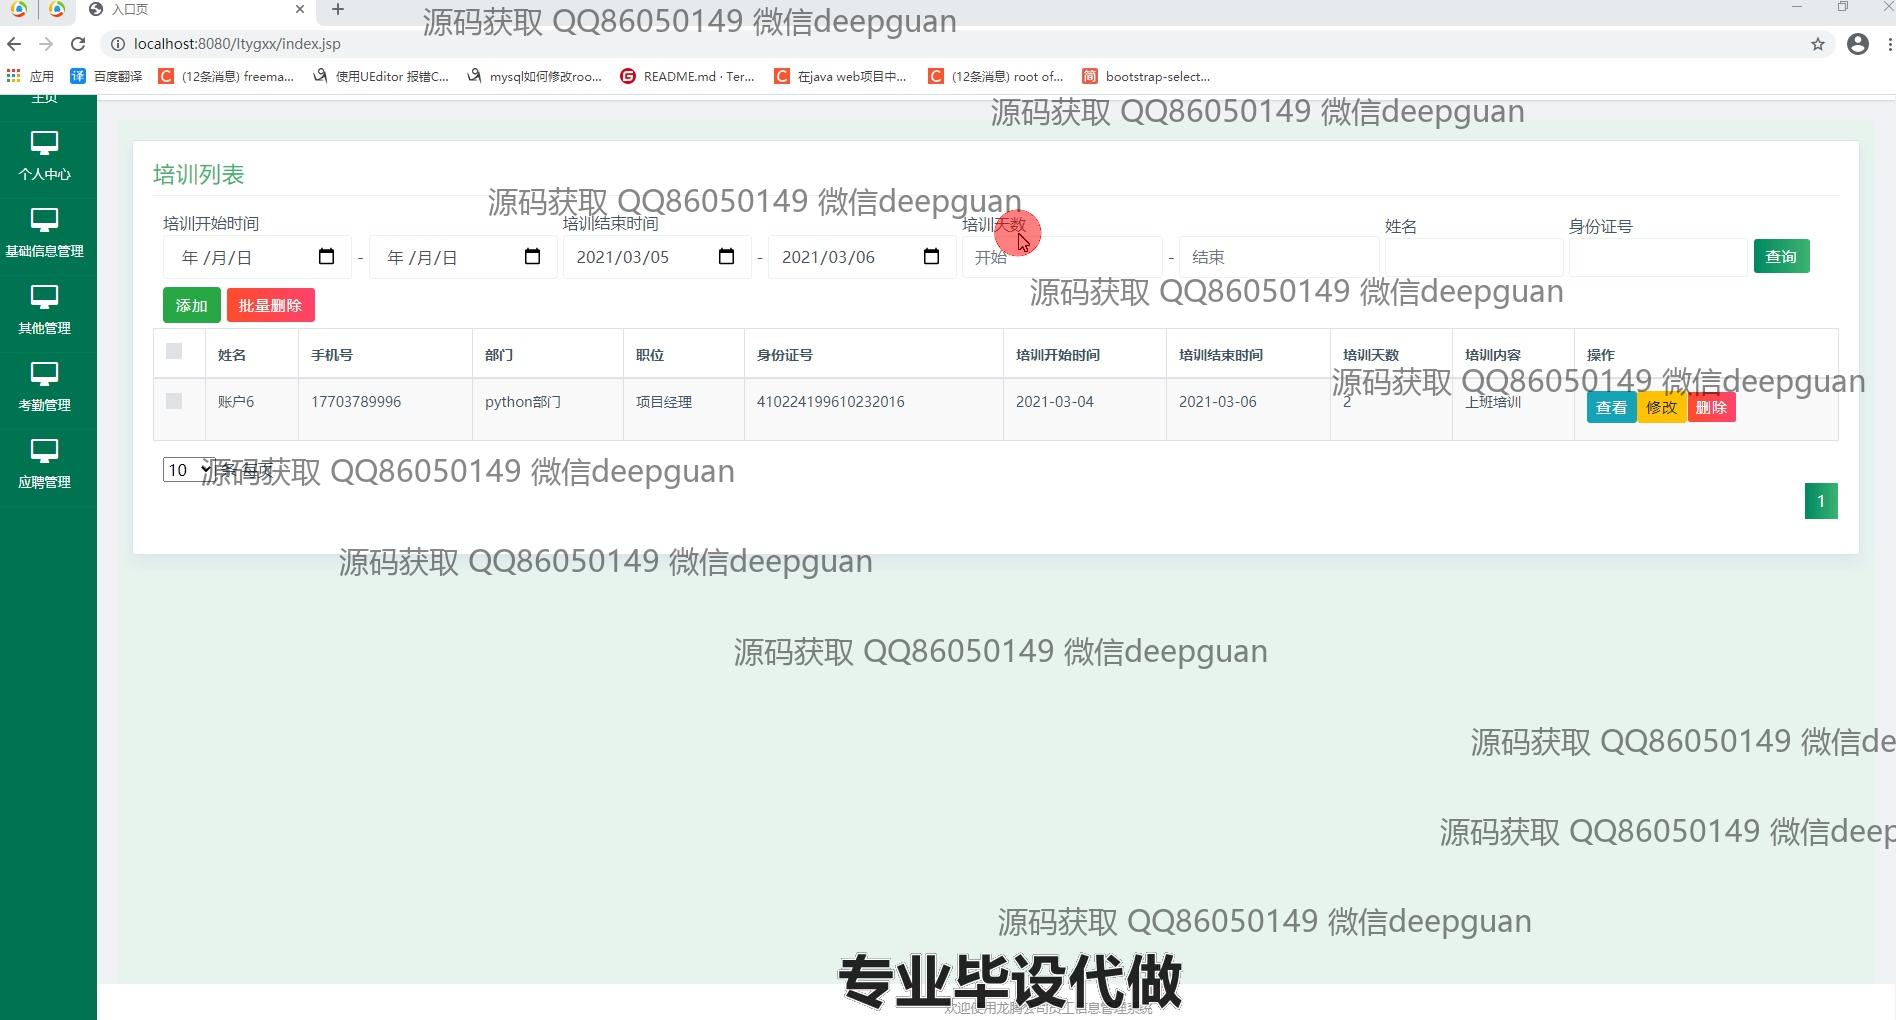 入口页
源码获取 QQ86050149 微信deepguan
localhost:8080/ltygxx/index.jsp
应用 百度翻译 (12条消息) freema... 使用UEditor 报错C... mysql如何修改roo... README.md · Ter... 在java web项目中... (12条消息) root of... bootstrap-select...
主页
源码获取 QQ86050149 微信deepguan
个人中心
培训列表
源码获取 QQ86050149 微信deepguan
培训开始时间 培训结束时间 培训天数 姓名 身份证号
基础信息管理
年 /月/日 - 年 /月/日 2021/03/05 - 2021/03/06 开始 - 结束 查询
源码获取 QQ86050149 微信deepguan
添加 批量删除
其他管理
姓名 手机号 部门 职位 身份证号 培训开始时间 培训结束时间 培训天数 培训内容 操作
源码获取 QQ86050149 微信deepguan
考勤管理
账户6 17703789996 python部门 项目经理 410224199610232016 2021-03-04 2021-03-06 2 上班培训 查看 修改 删除
10 条 每页
源码获取 QQ86050149 微信deepguan
应聘管理
1
源码获取 QQ86050149 微信deepguan
源码获取 QQ86050149 微信deepguan
源码获取 QQ86050149 微信de
源码获取 QQ86050149 微信deep
源码获取 QQ86050149 微信deepguan
专业毕设代做
欢迎使用龙腾公司员工信息管理系统